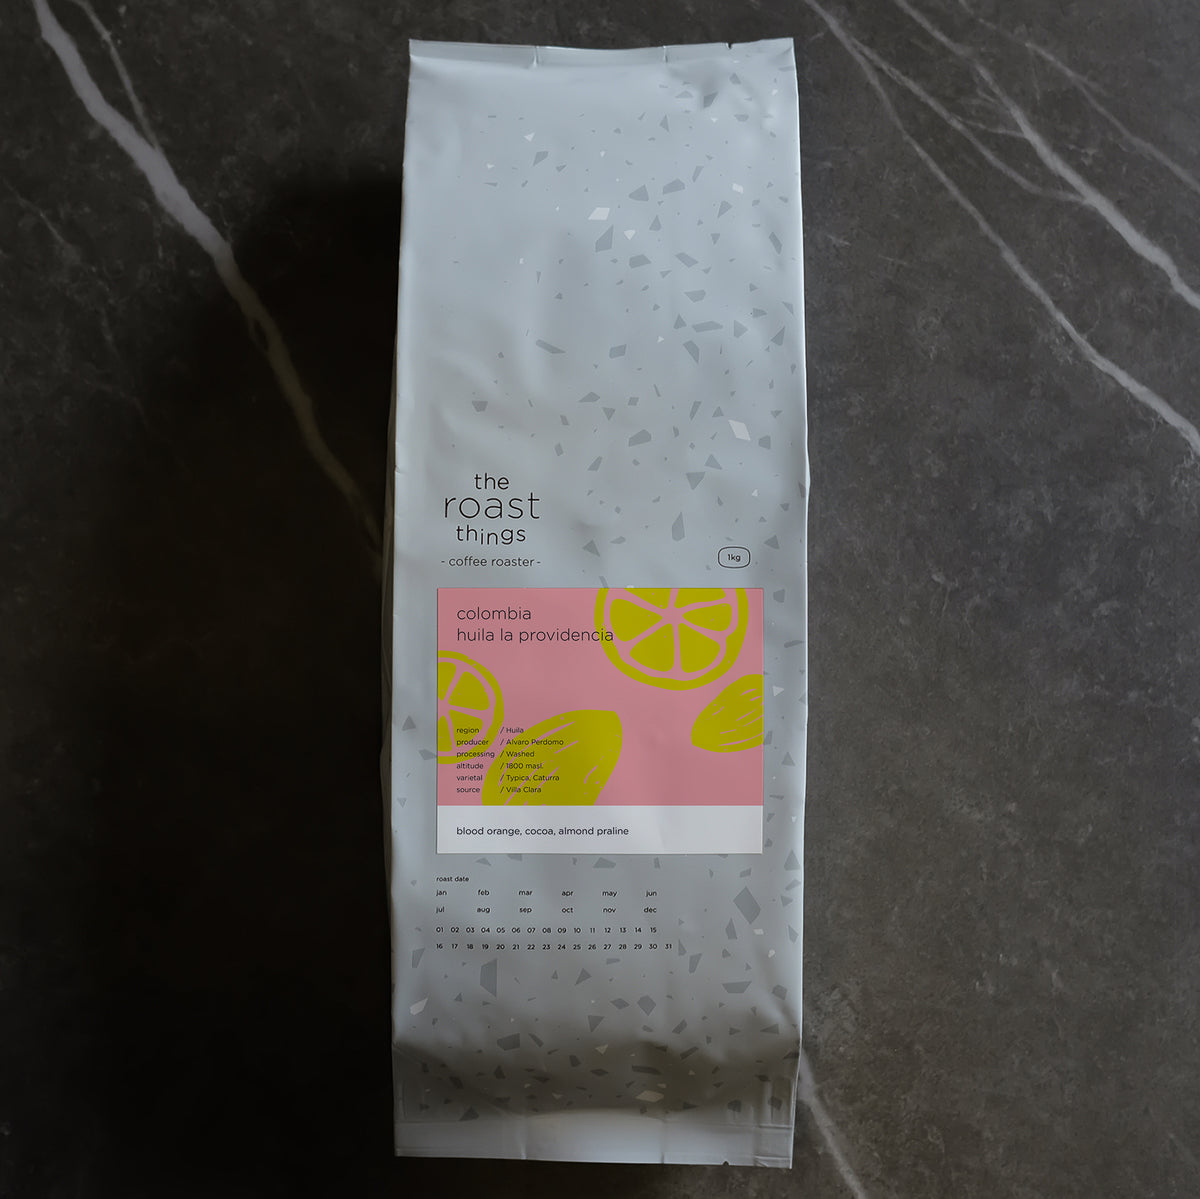 the
roast
things
- coffee roaster -
1kg
colombia
huila la providencia
region / Huila
producer / Alvaro Perdomo
processing / Washed
altitude / 1800 masl.
varietal / Typica, Caturra
source / Villa Clara
blood orange, cocoa, almond praline
roast date
jan feb mar apr may jun
jul aug sep oct nov dec
01 02 03 04 05 06 07 08 09 10 11 12 13 14 15
16 17 18 19 20 21 22 23 24 25 26 27 28 29 30 31